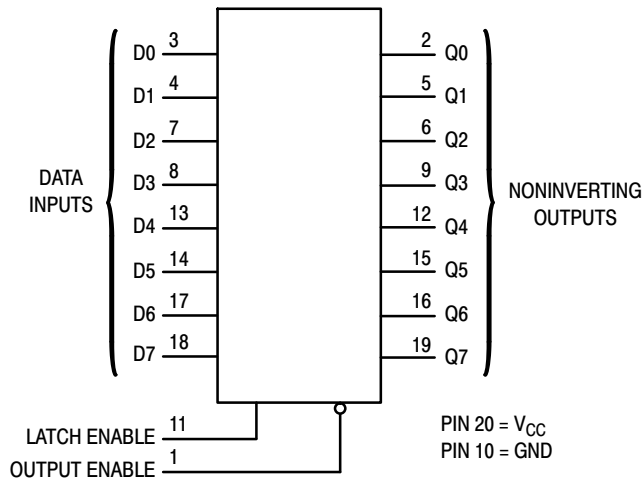 D0 3
D1 4
D2 7
D3 8
D4 13
D5 14
D6 17
D7 18
DATA
INPUTS
2 Q0
5 Q1
6 Q2
9 Q3
12 Q4
15 Q5
16 Q6
19 Q7
NONINVERTING
OUTPUTS
LATCH ENABLE 11
OUTPUT ENABLE 1
PIN 20 = VCC
PIN 10 = GND